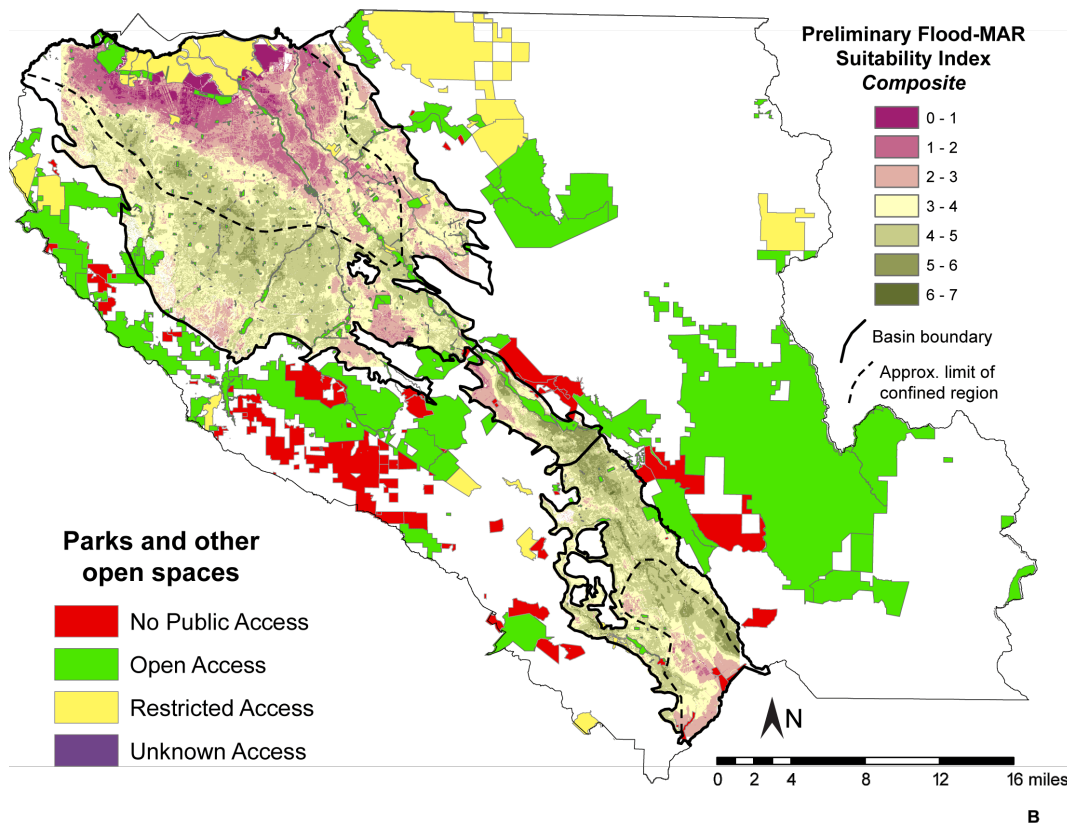 Preliminary Flood-MAR
Suitability Index
Composite
0 - 1
1 - 2
2 - 3
3 - 4
4 - 5
5 - 6
6 - 7
Basin boundary
Approx. limit of
confined region
Parks and other
open spaces
No Public Access
Open Access
Restricted Access
Unknown Access
N
0 2 4 8 12 16 miles
B